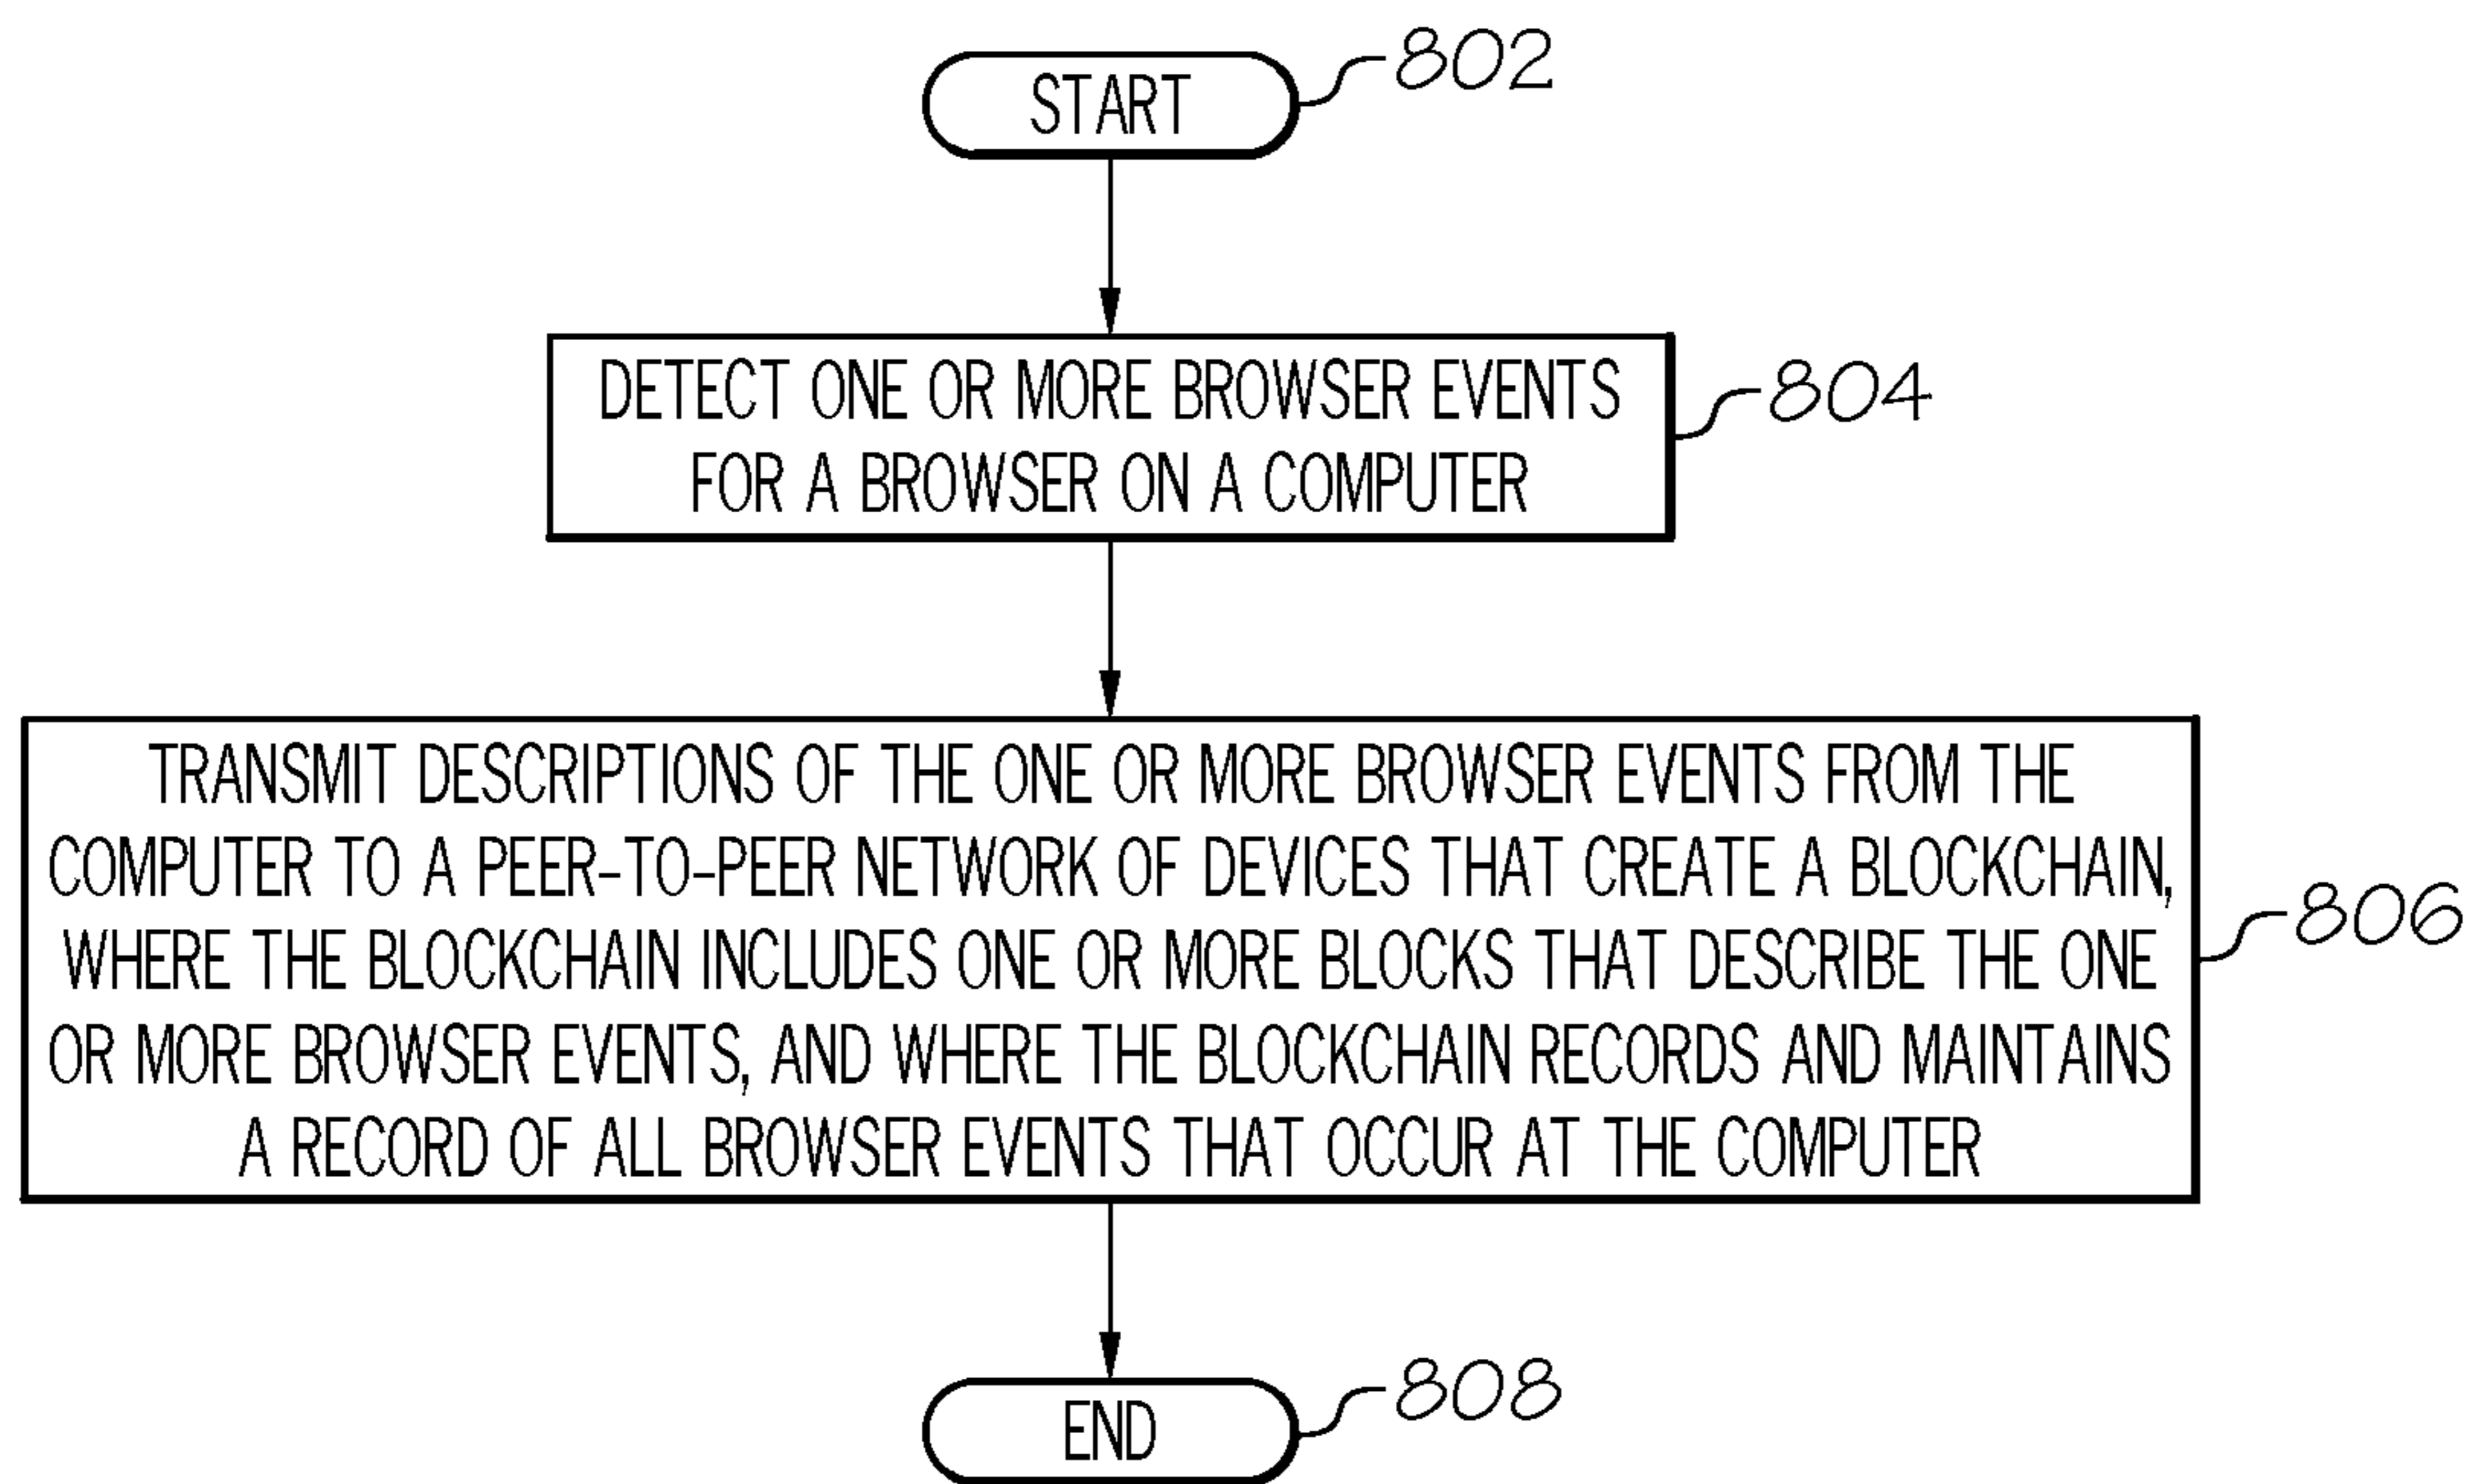 START
802
DETECT ONE OR MORE BROWSER EVENTS
FOR A BROWSER ON A COMPUTER
804
TRANSMIT DESCRIPTIONS OF THE ONE OR MORE BROWSER EVENTS FROM THE
COMPUTER TO A PEER-TO-PEER NETWORK OF DEVICES THAT CREATE A BLOCKCHAIN,
WHERE THE BLOCKCHAIN INCLUDES ONE OR MORE BLOCKS THAT DESCRIBE THE ONE
OR MORE BROWSER EVENTS, AND WHERE THE BLOCKCHAIN RECORDS AND MAINTAINS
A RECORD OF ALL BROWSER EVENTS THAT OCCUR AT THE COMPUTER
806
END
808